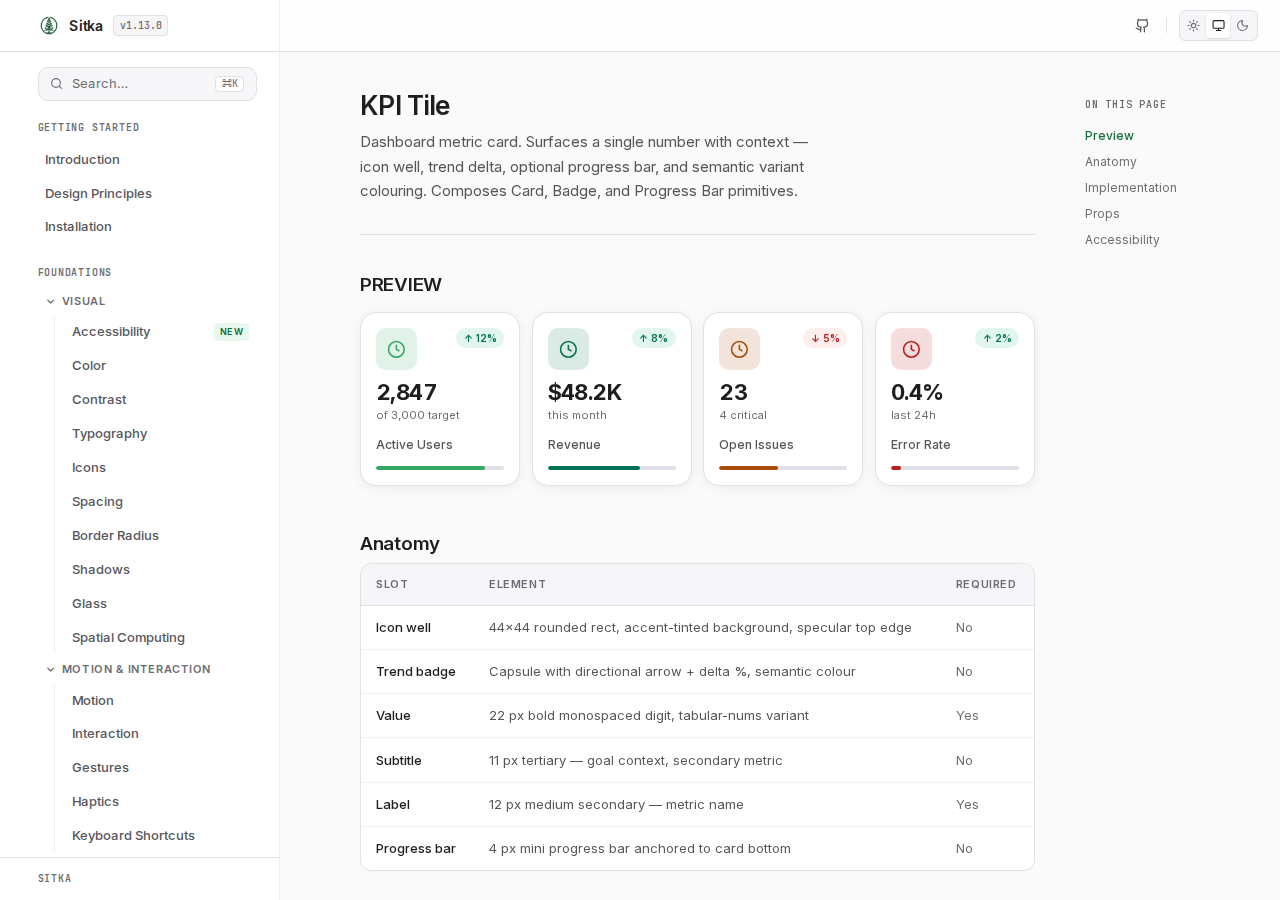 Sitka
v1.13.0
Search...
⌘K
GETTING STARTED
Introduction
Design Principles
Installation
FOUNDATIONS
VISUAL
Accessibility
NEW
Color
Contrast
Typography
Icons
Spacing
Border Radius
Shadows
Glass
Spatial Computing
MOTION & INTERACTION
Motion
Interaction
Gestures
Haptics
Keyboard Shortcuts
SITKA
KPI Tile
Dashboard metric card. Surfaces a single number with context —
icon well, trend delta, optional progress bar, and semantic variant
colouring. Composes Card, Badge, and Progress Bar primitives.
PREVIEW
↑ 12%
2,847
of 3,000 target
Active Users
↑ 8%
$48.2K
this month
Revenue
↓ 5%
23
4 critical
Open Issues
↑ 2%
0.4%
last 24h
Error Rate
Anatomy
SLOT ELEMENT REQUIRED
Icon well 44×44 rounded rect, accent-tinted background, specular top edge No
Trend badge Capsule with directional arrow + delta %, semantic colour No
Value 22 px bold monospaced digit, tabular-nums variant Yes
Subtitle 11 px tertiary — goal context, secondary metric No
Label 12 px medium secondary — metric name Yes
Progress bar 4 px mini progress bar anchored to card bottom No
ON THIS PAGE
Preview
Anatomy
Implementation
Props
Accessibility